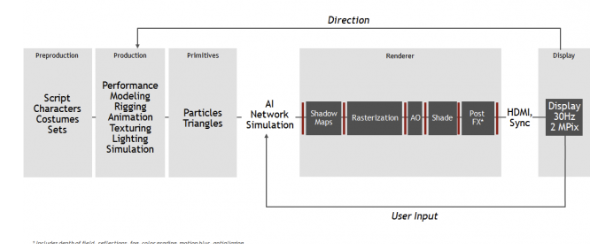 Direction
Preproduction
Production
Primitives
Renderer
Display
Script
Characters
Costumes
Sets
Performance
Modeling
Rigging
Animation
Texturing
Lighting
Simulation
Particles
Triangles
AI
Network
Simulation
Shadow
Maps
Rasterization
AO
Shade
Post
FX*
HDMI,
Sync
Display
30Hz
2 MPix
User Input